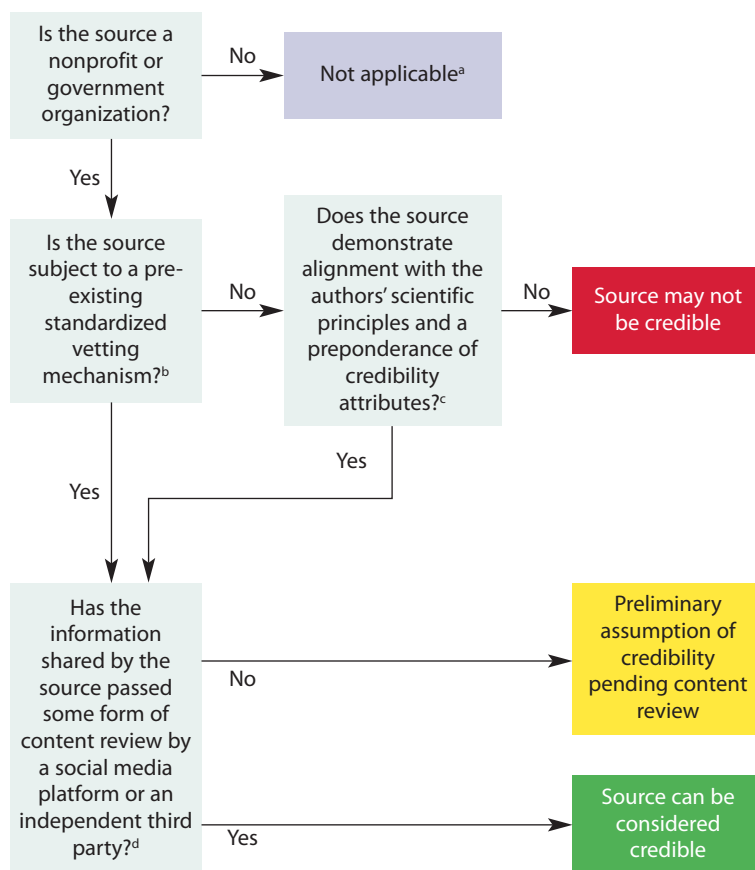 Is the source a
nonprofit or
government
organization?
No
Not applicableᵃ
Yes
Is the source
subject to a pre-
existing
standardized
vetting
mechanism?ᵇ
No
Does the source
demonstrate
alignment with the
authors’ scientific
principles and a
preponderance of
credibility
attributes?ᶜ
No
Source may not
be credible
Yes
Yes
Has the
information
shared by the
source passed
some form of
content review by
a social media
platform or an
independent third
party?ᵈ
No
Preliminary
assumption of
credibility
pending content
review
Yes
Source can be
considered
credible